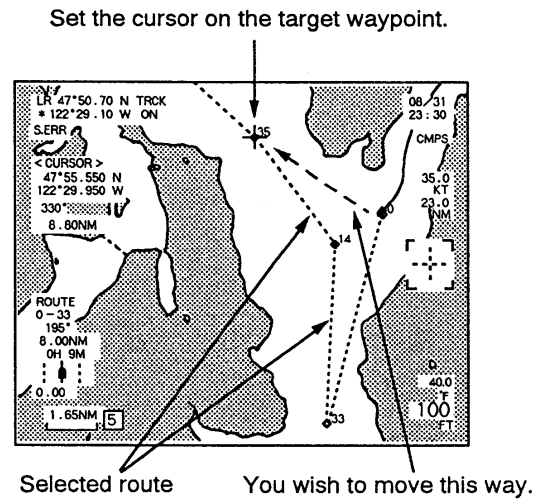 Set the cursor on the target waypoint.
LR 47°50.70 N TRCK
* 122°29.10 W ON
S.ERR
<CURSOR>
47°55.550 N
122°29.950 W
330°
8.80NM
08/31
23:30
CMPS
35.0
KT
23.0
NM
35
0
14
33
ROUTE
0-33
195°
8.00NM
0H 9M
0.00
1.65NM 5
40.0
°F
100
FT
Selected route
You wish to move this way.